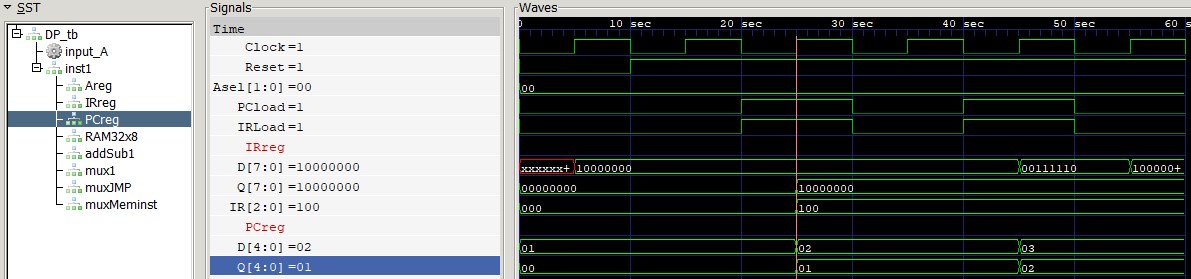 SST
DP_tb
input_A
inst1
Areg
IRreg
PCreg
RAM32x8
addSub1
mux1
muxJMP
muxMeminst
Signals
Time
Clock=1
Reset=1
Asel[1:0]=00
PCload=1
IRLoad=1
IRreg
D[7:0]=10000000
Q[7:0]=10000000
IR[2:0]=100
PCreg
D[4:0]=02
Q[4:0]=01
Waves
0 10 sec 20 sec 30 sec 40 sec 50 sec 60 s
00
xxxxxx+ 10000000 00111110 100000+
00000000 10000000
000 100
01 02 03
00 01 02